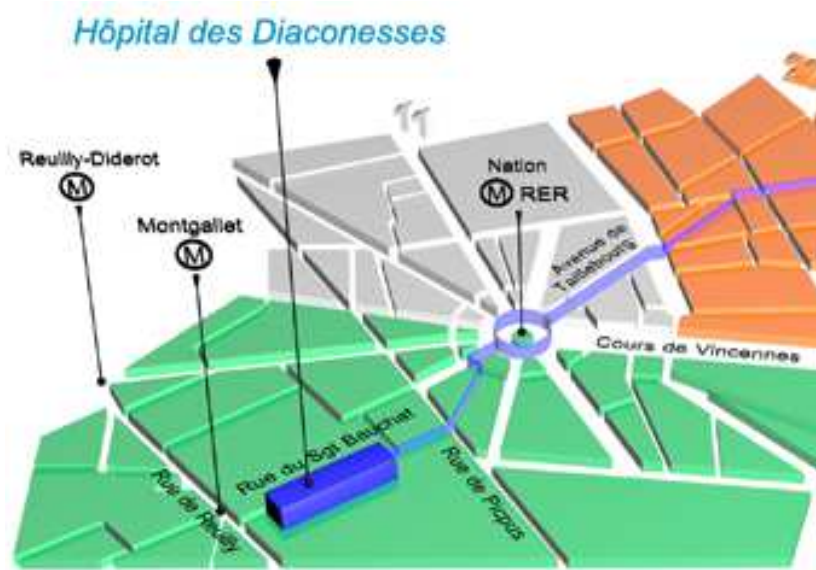 Hôpital des Diaconesses
11
Reuilly-Diderot
M
Montgallet
M
Nation
M RER
Avenue de
Taillebourg
Cours de Vincennes
Rue du Sgt Bauchat
Rue de Reuilly
Rue de Picpus